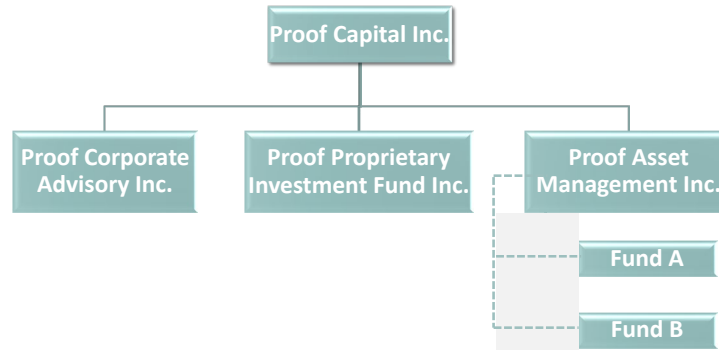 Proof Capital Inc.
Proof Corporate
Advisory Inc.
Proof Proprietary
Investment Fund Inc.
Proof Asset
Management Inc.
Fund A
Fund B